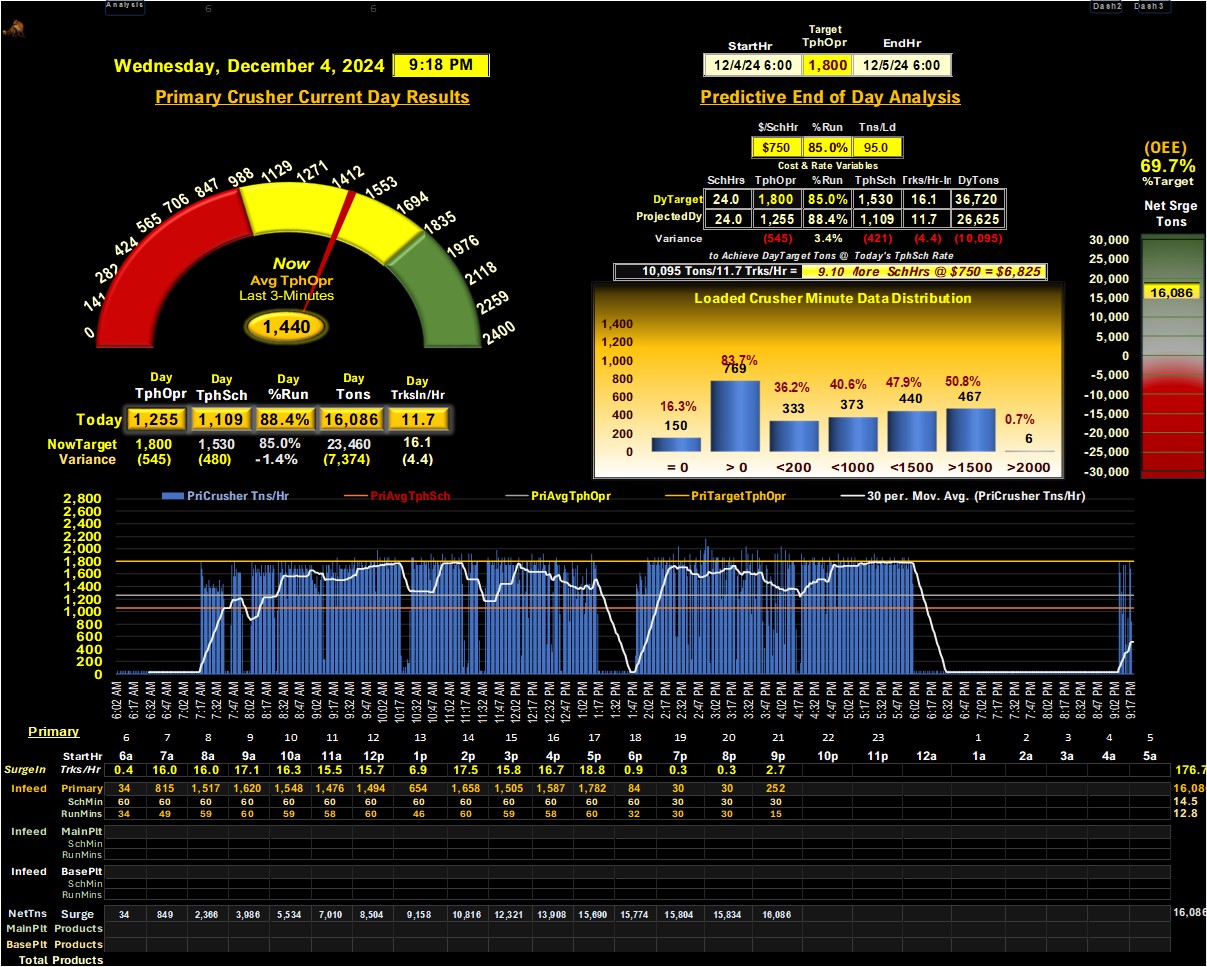 Analysis 6 6 Dash2 Dash3
Target
StartHr TphOpr EndHr
Wednesday, December 4, 2024 9:18 PM 12/4/24 6:00 1,800 12/5/24 6:00
Primary Crusher Current Day Results Predictive End of Day Analysis
$/SchHr %Run Tns/Ld
$750 85.0% 95.0
Cost & Rate Variables
SchHrs TphOpr %Run TphSch Trks/Hr-In DyTons
DyTarget 24.0 1,800 85.0% 1,530 16.1 36,720
ProjectedDy 24.0 1,255 88.4% 1,109 11.7 26,625
Variance (545) 3.4% (421) (4.4) (10,095)
to Achieve DayTarget Tons @ Today's TphSch Rate
10,095 Tons/11.7 Trks/Hr = 9.10 More SchHrs @ $750 = $6,825
(OEE)
69.7%
%Target
Net Srge
Tons
30,000
25,000
20,000
16,086
15,000
10,000
5,000
0
-5,000
-10,000
-15,000
-20,000
-25,000
-30,000
0 141 282 424 565 706 847 988 1129 1271 1412 1553 1694 1835 1976 2118 2259 2400
Now
Avg TphOpr
Last 3-Minutes
1,440
Loaded Crusher Minute Data Distribution
1,400
1,200
1,000
800
600
400
200
0
16.3% 83.7% 36.2% 40.6% 47.9% 50.8% 0.7%
150 769 333 373 440 467 6
= 0 > 0 <200 <1000 <1500 >1500 >2000
Day Day Day Day Day
TphOpr TphSch %Run Tons TrksIn/Hr
Today 1,255 1,109 88.4% 16,086 11.7
NowTarget 1,800 1,530 85.0% 23,460 16.1
Variance (545) (480) -1.4% (7,374) (4.4)
PriCrusher Tns/Hr PriAvgTphSch PriAvgTphOpr PriTargetTphOpr 30 per. Mov. Avg. (PriCrusher Tns/Hr)
2,800
2,600
2,400
2,200
2,000
1,800
1,600
1,400
1,200
1,000
800
600
400
200
0
6:02 AM 6:17 AM 6:32 AM 6:47 AM 7:02 AM 7:17 AM 7:32 AM 7:47 AM 8:02 AM 8:17 AM 8:32 AM 8:47 AM 9:02 AM 9:17 AM 9:32 AM 9:47 AM 10:02 AM 10:17 AM 10:32 AM 10:47 AM 11:02 AM 11:17 AM 11:32 AM 11:47 AM 12:02 PM 12:17 PM 12:32 PM 12:47 PM 1:02 PM 1:17 PM 1:32 PM 1:47 PM 2:02 PM 2:17 PM 2:32 PM 2:47 PM 3:02 PM 3:17 PM 3:32 PM 3:47 PM 4:02 PM 4:17 PM 4:32 PM 4:47 PM 5:02 PM 5:17 PM 5:32 PM 5:47 PM 6:02 PM 6:17 PM 6:32 PM 6:47 PM 7:02 PM 7:17 PM 7:32 PM 7:47 PM 8:02 PM 8:17 PM 8:32 PM 8:47 PM 9:02 PM 9:17 PM
Primary 6 7 8 9 10 11 12 13 14 15 16 17 18 19 20 21 22 23 1 2 3 4 5
StartHr 6a 7a 8a 9a 10a 11a 12p 1p 2p 3p 4p 5p 6p 7p 8p 9p 10p 11p 12a 1a 2a 3a 4a 5a
SurgeIn Trks/Hr 0.4 16.0 16.0 17.1 16.3 15.5 15.7 6.9 17.5 15.8 16.7 18.8 0.9 0.3 0.3 2.7 176.7
Infeed Primary 34 815 1,517 1,620 1,548 1,476 1,494 654 1,658 1,505 1,587 1,782 84 30 30 252 16,08
SchMin 60 60 60 60 60 60 60 60 60 60 60 60 60 30 30 30 14.5
RunMins 34 49 59 60 59 58 60 46 60 59 58 60 32 30 30 15 12.8
Infeed MainPlt
SchMin
RunMins
Infeed BasePlt
SchMin
RunMins
NetTns Surge 34 849 2,366 3,986 5,534 7,010 8,504 9,158 10,816 12,321 13,908 15,690 15,774 15,804 15,834 16,086 16,086
MainPlt Products
BasePlt Products
Total Products